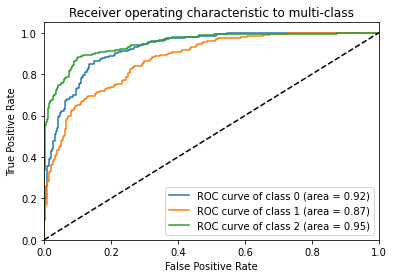 Receiver operating characteristic to multi-class
True Positive Rate
1.0
0.8
0.6
0.4
0.2
0.0
ROC curve of class 0 (area = 0.92)
ROC curve of class 1 (area = 0.87)
ROC curve of class 2 (area = 0.95)
0.0 0.2 0.4 0.6 0.8 1.0
False Positive Rate